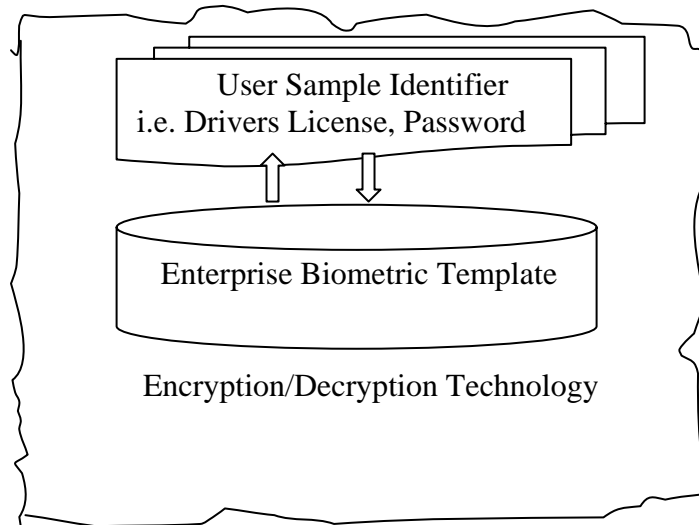 User Sample Identifier
i.e. Drivers License, Password
Enterprise Biometric Template
Encryption/Decryption Technology